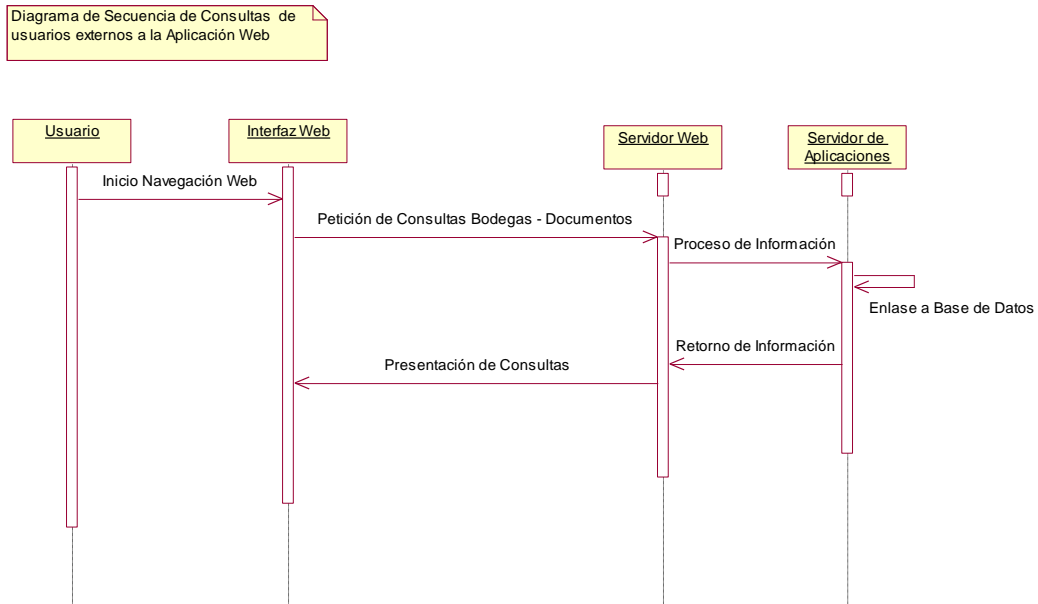 Diagrama de Secuencia de Consultas de
usuarios externos a la Aplicación Web
Usuario
Interfaz Web
Servidor Web
Servidor de
Aplicaciones
Inicio Navegación Web
Petición de Consultas Bodegas - Documentos
Proceso de Información
Enlase a Base de Datos
Retorno de Información
Presentación de Consultas